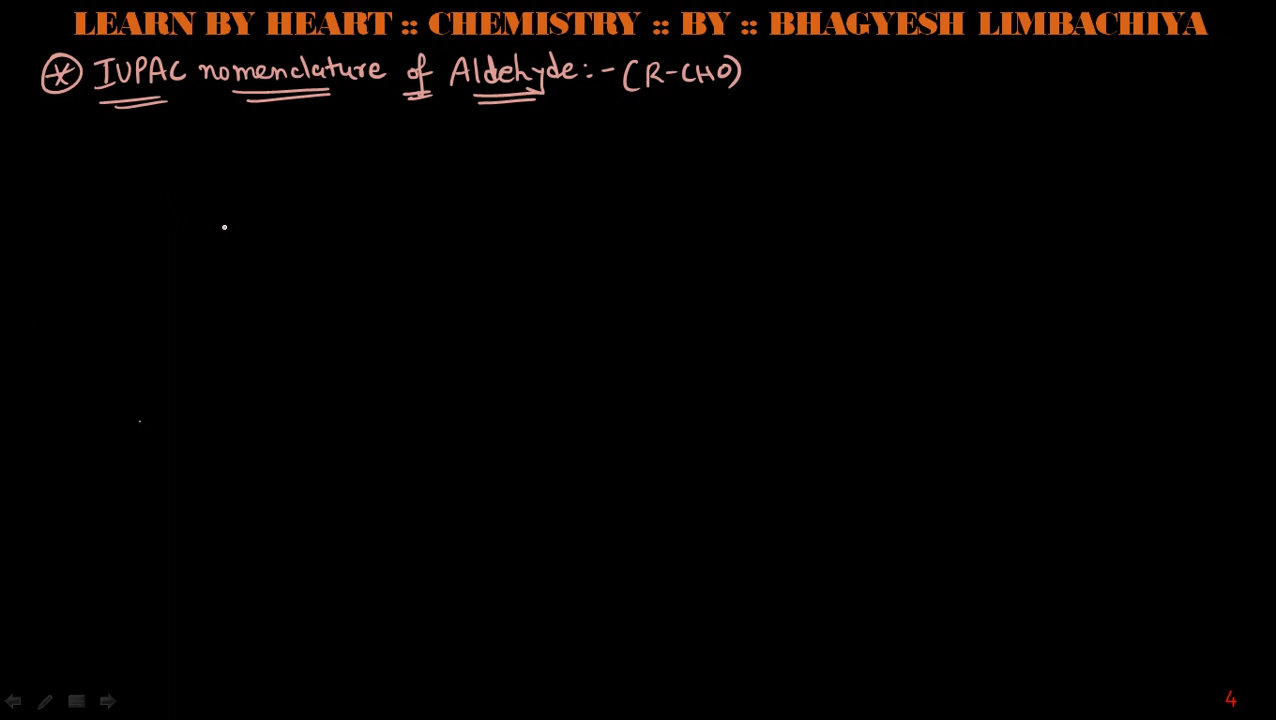 LEARN BY HEART :: CHEMISTRY :: BY :: BHAGYESH LIMBACHIYA
* IUPAC nomenclature of Aldehyde:- (R-CHO)
4